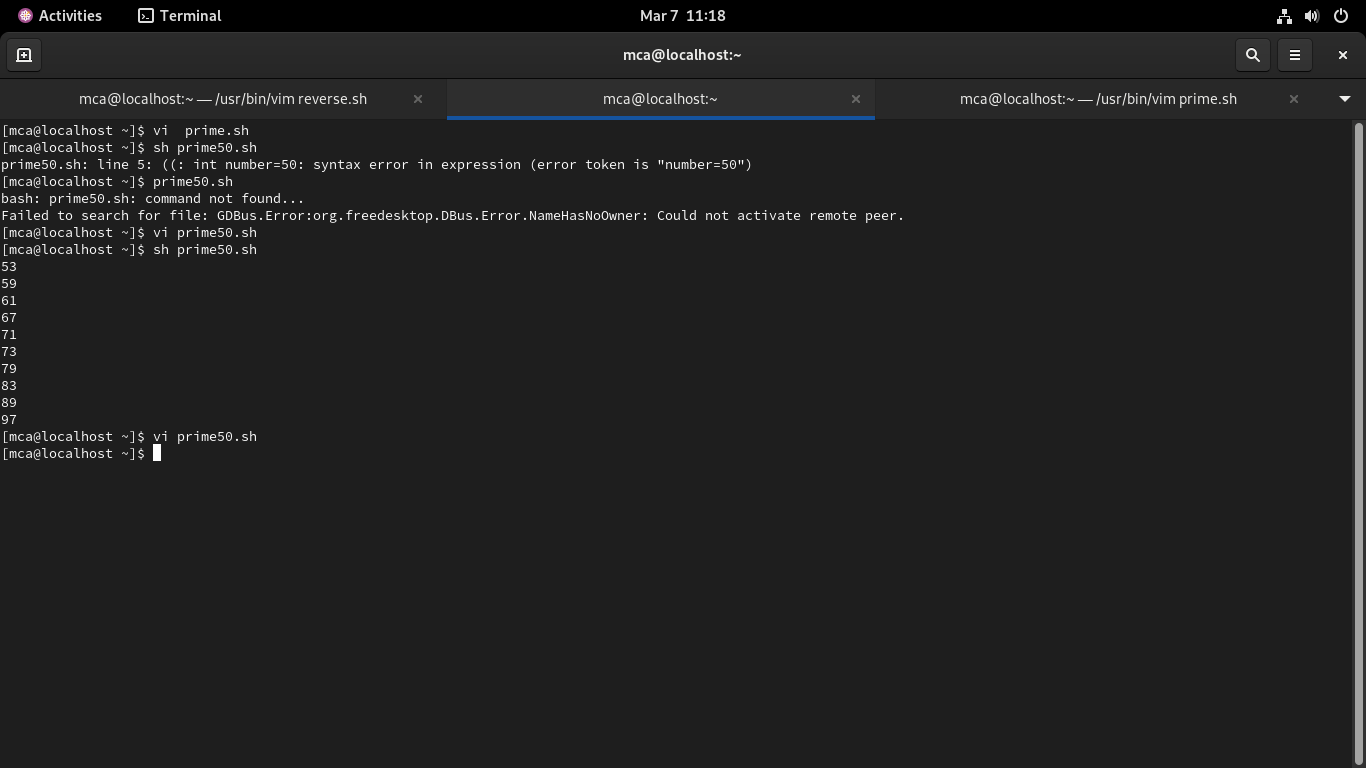 Activities Terminal Mar 7 11:18
mca@localhost:~
mca@localhost:~ — /usr/bin/vim reverse.sh mca@localhost:~ mca@localhost:~ — /usr/bin/vim prime.sh
[mca@localhost ~]$ vi  prime.sh
[mca@localhost ~]$ sh prime50.sh
prime50.sh: line 5: ((: int number=50: syntax error in expression (error token is "number=50")
[mca@localhost ~]$ prime50.sh
bash: prime50.sh: command not found...
Failed to search for file: GDBus.Error:org.freedesktop.DBus.Error.NameHasNoOwner: Could not activate remote peer.
[mca@localhost ~]$ vi prime50.sh
[mca@localhost ~]$ sh prime50.sh
53
59
61
67
71
73
79
83
89
97
[mca@localhost ~]$ vi prime50.sh
[mca@localhost ~]$